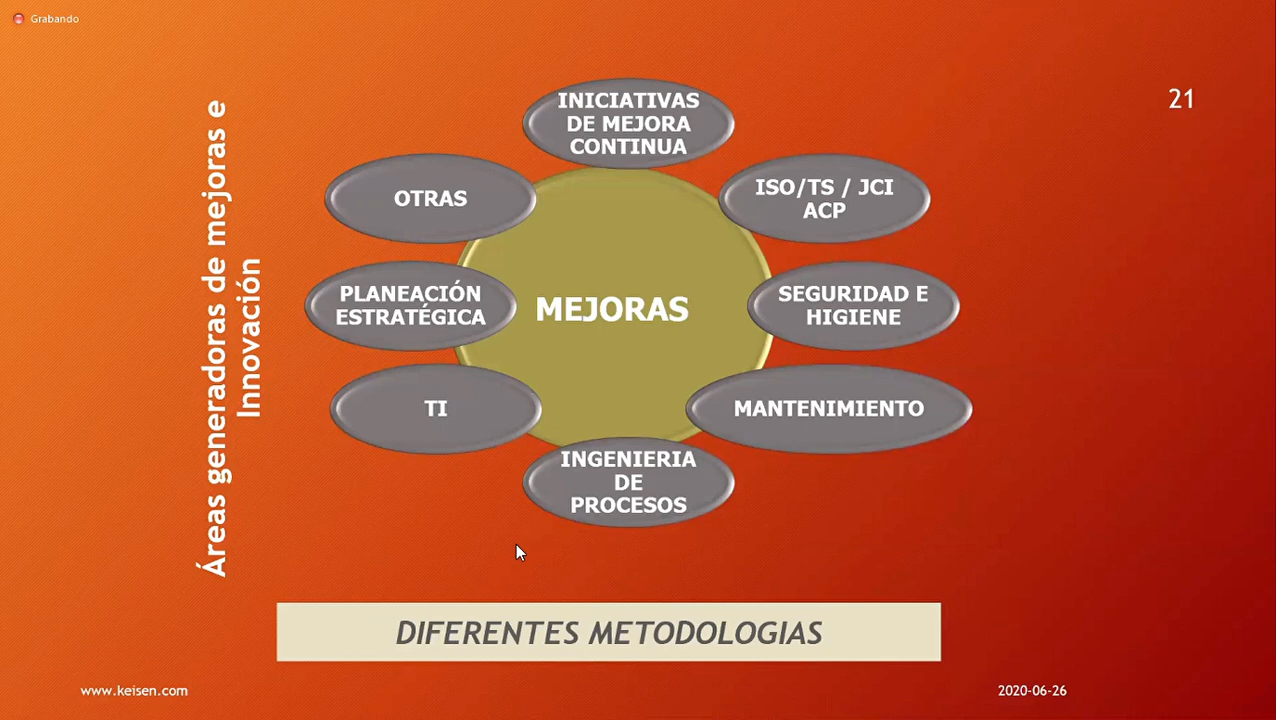 Grabando
21
Áreas generadoras de mejoras e
Innovación
INICIATIVAS
DE MEJORA
CONTINUA
ISO/TS / JCI
ACP
SEGURIDAD E
HIGIENE
MANTENIMIENTO
INGENIERIA
DE
PROCESOS
TI
PLANEACIÓN
ESTRATÉGICA
OTRAS
MEJORAS
DIFERENTES METODOLOGIAS
www.keisen.com
2020-06-26